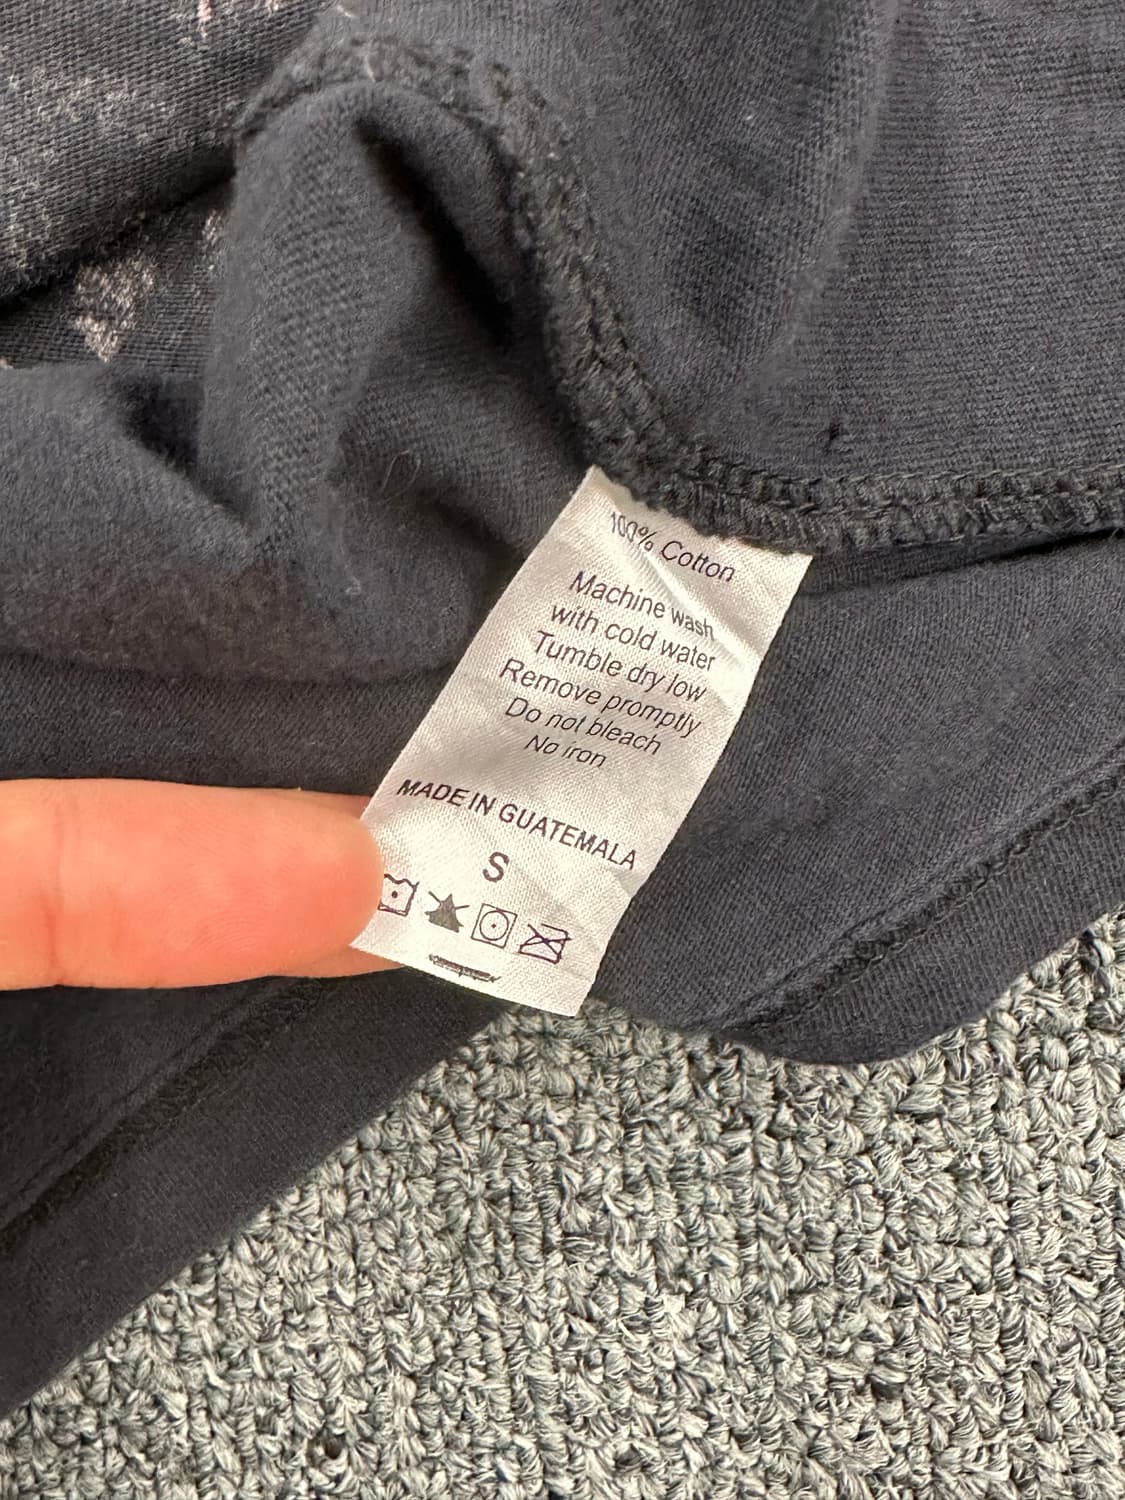 100% Cotton
Machine wash
with cold water
Tumble dry low
Remove promptly
Do not bleach
No iron
MADE IN GUATEMALA
S